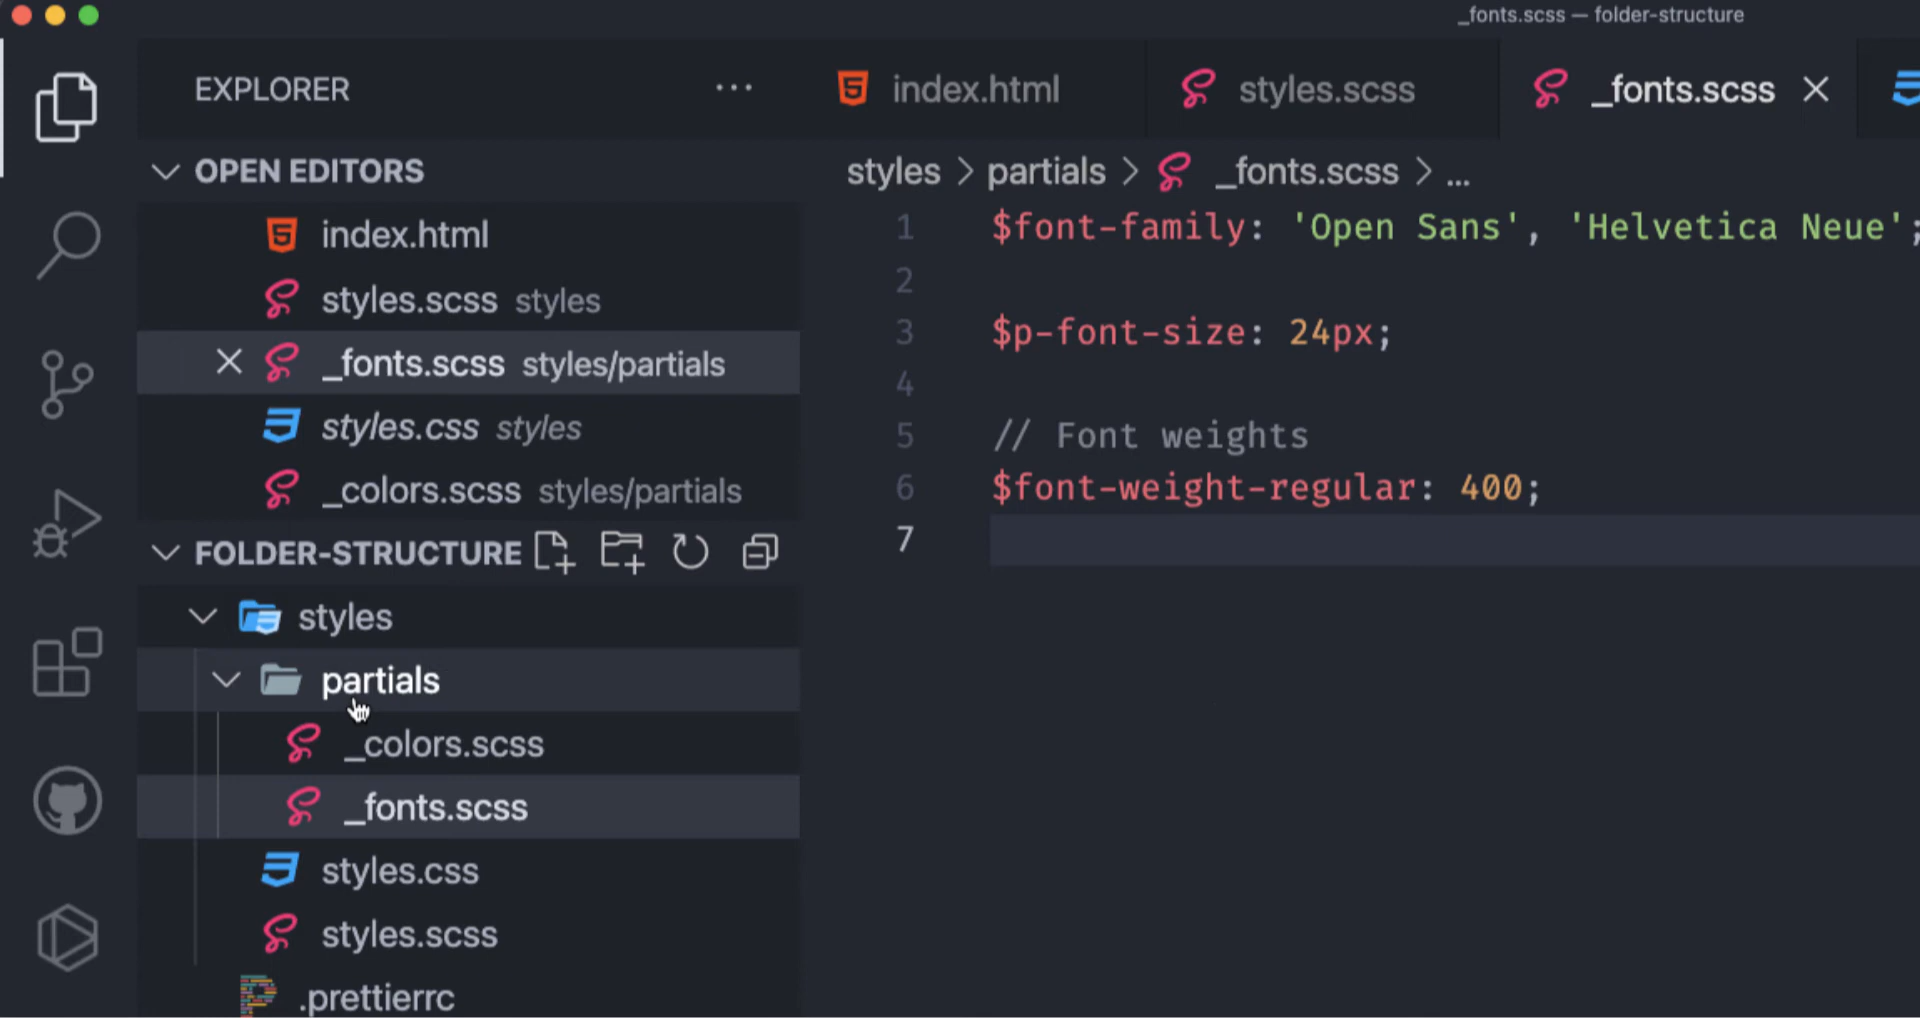 _fonts.scss — folder-structure
EXPLORER
index.html
styles.scss
_fonts.scss
OPEN EDITORS
index.html
styles.scss styles
_fonts.scss styles/partials
styles.css styles
_colors.scss styles/partials
FOLDER-STRUCTURE
styles
partials
_colors.scss
_fonts.scss
styles.css
styles.scss
.prettierrc
styles > partials > _fonts.scss > ...
1 $font-family: 'Open Sans', 'Helvetica Neue';
2
3 $p-font-size: 24px;
4
5 // Font weights
6 $font-weight-regular: 400;
7